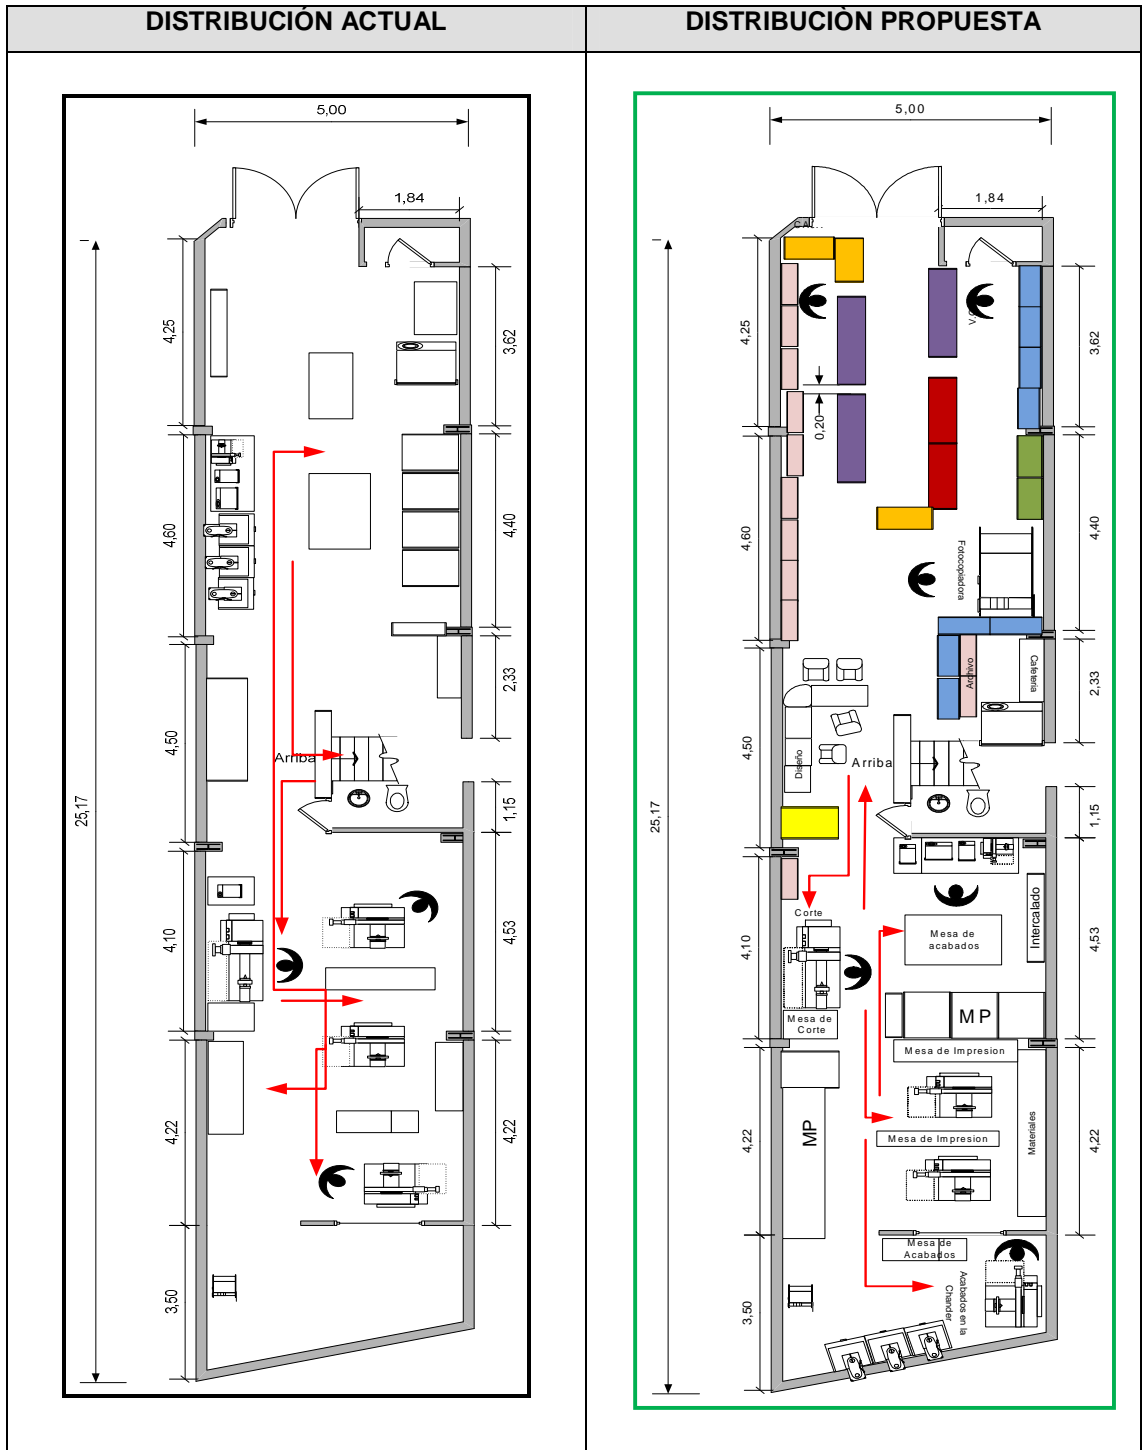 DISTRIBUCIÓN ACTUAL
DISTRIBUCIÒN PROPUESTA
5,00
1,84
4,25
3,62
4,60
4,40
2,33
4,50
Arriba
25,17
1,15
4,10
4,53
4,22
4,22
3,50
5,00
1,84
4,25
3,62
0,20
4,60
4,40
Fotocopiadora
Archivo
Cafeteria
2,33
4,50
Diseño
Arriba
25,17
1,15
Corte
4,10
Mesa de
acabados
Intercalado
4,53
Mesa de
Corte
MP
Mesa de Impresion
MP
4,22
Mesa de Impresion
Materiales
4,22
Mesa de
Acabados
Acabados en la
Chander
3,50